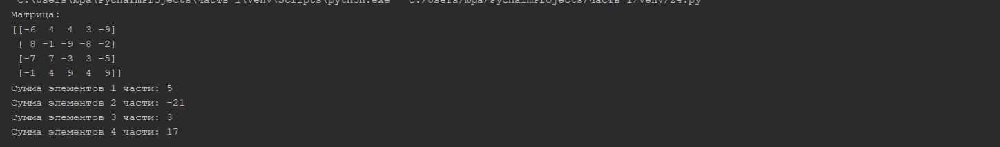 C:\Users\юра\PycharmProjects\часть 1\venv\Scripts\python.exe" "C:/Users/юра/PycharmProjects/часть 1/venv/24.py
Матрица:
[[-6  4  4  3 -9]
 [ 8 -1 -9 -8 -2]
 [-7  7 -3  3 -5]
 [-1  4  9  4  9]]
Сумма элементов 1 части: 5
Сумма элементов 2 части: -21
Сумма элементов 3 части: 3
Сумма элементов 4 части: 17